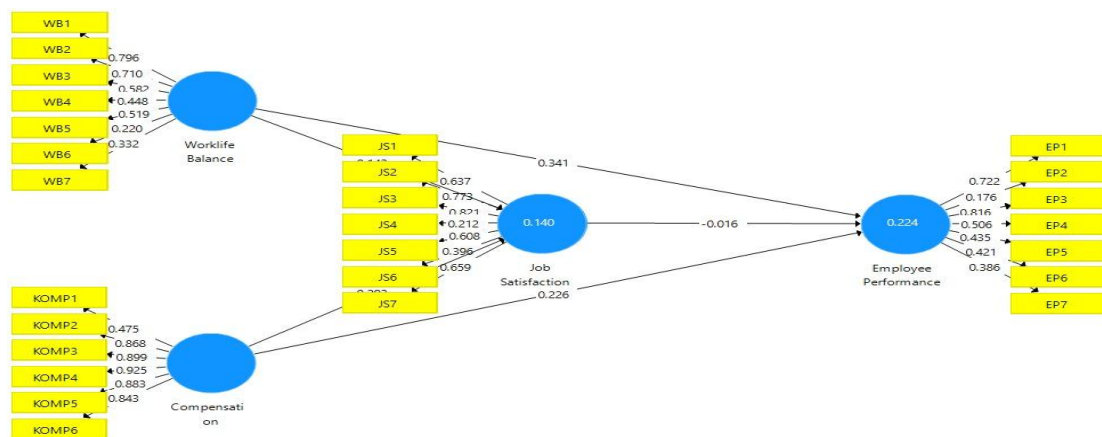 WB1
WB2
WB3
WB4
WB5
WB6
WB7
0.796
0.710
0.582
0.448
0.519
0.220
0.332
Worklife
Balance
KOMP1
KOMP2
KOMP3
KOMP4
KOMP5
KOMP6
0.475
0.868
0.899
0.925
0.883
0.843
Compensati
on
JS1
JS2
JS3
JS4
JS5
JS6
JS7
0.637
0.773
0.821
0.212
0.608
0.396
0.659
0.140
Job
Satisfaction
0.341
-0.016
0.226
0.224
Employee
Performance
0.722
0.176
0.816
0.506
0.435
0.421
0.386
EP1
EP2
EP3
EP4
EP5
EP6
EP7